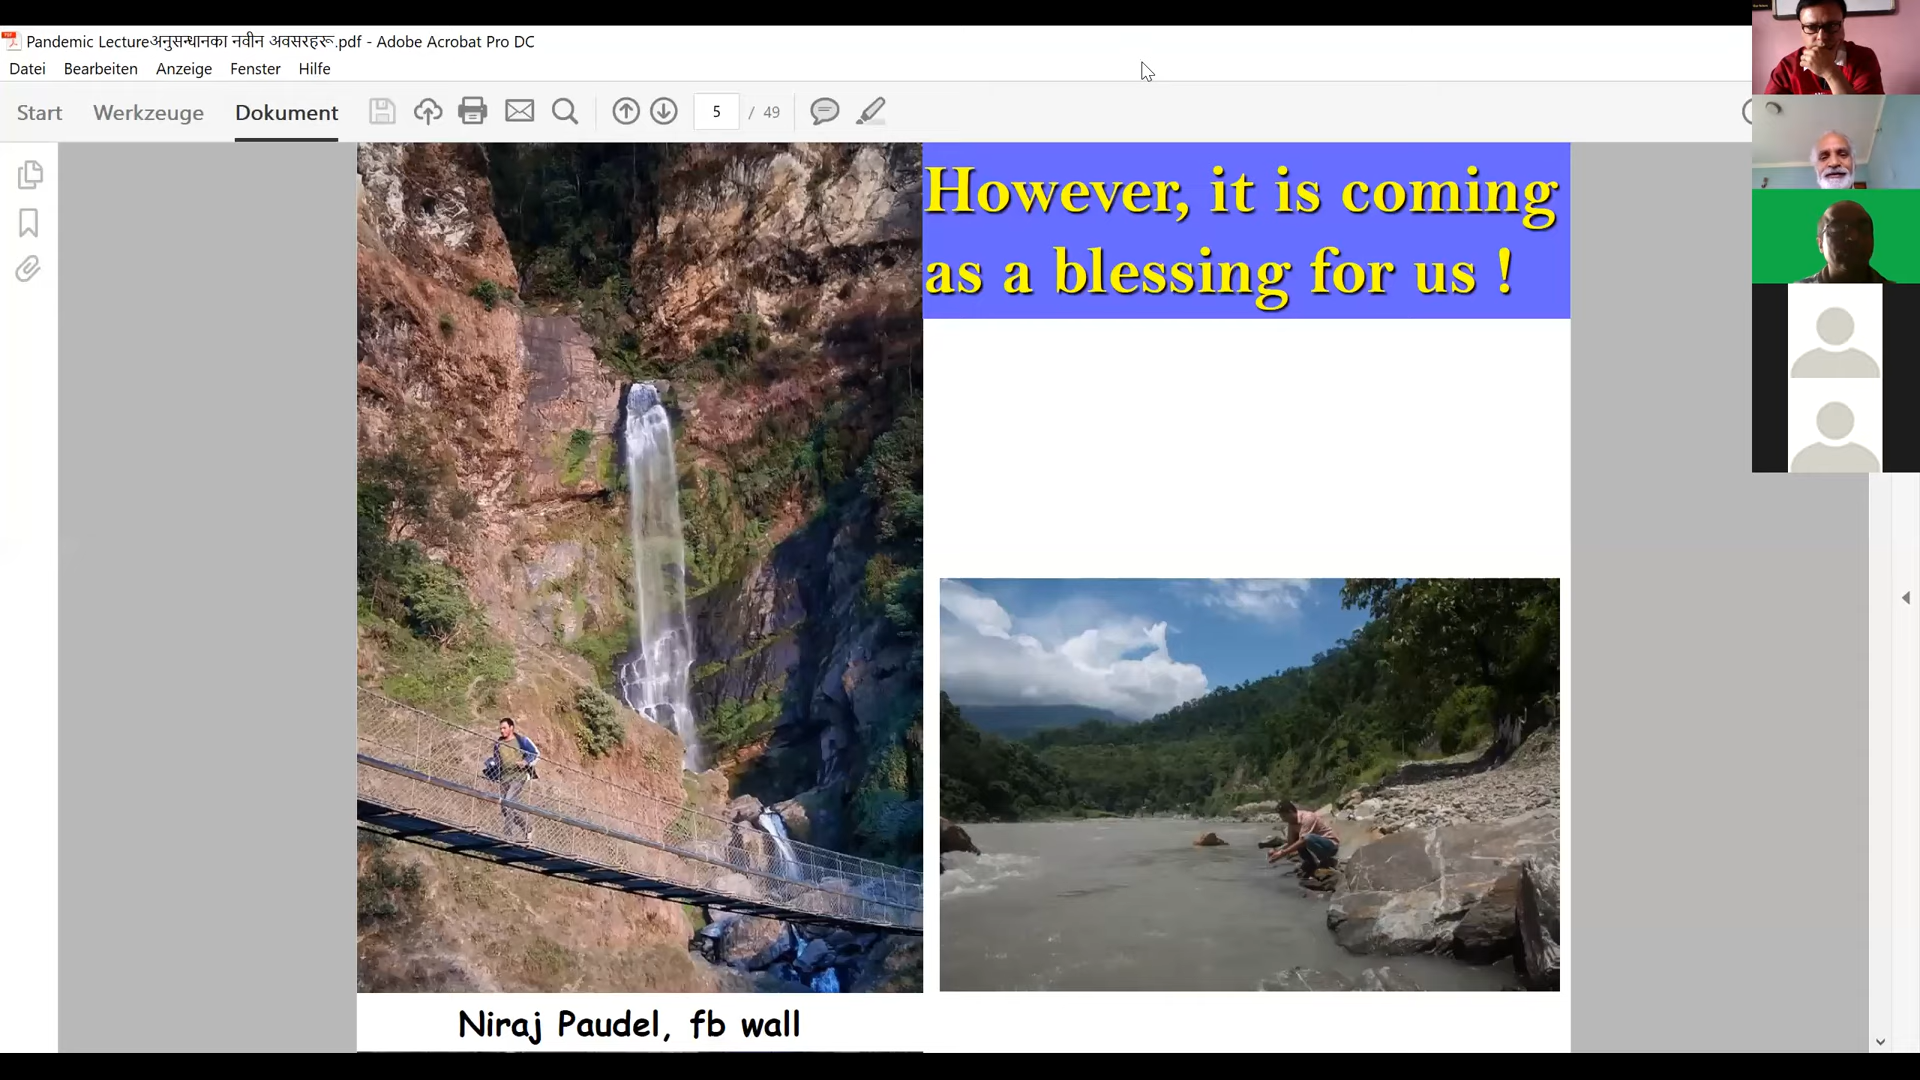 Pandemic Lectureअनुसन्धानका नवीन अवसरहरू.pdf - Adobe Acrobat Pro DC
Datei Bearbeiten Anzeige Fenster Hilfe
Start Werkzeuge Dokument 5 / 49
However, it is coming
as a blessing for us !
Niraj Paudel, fb wall